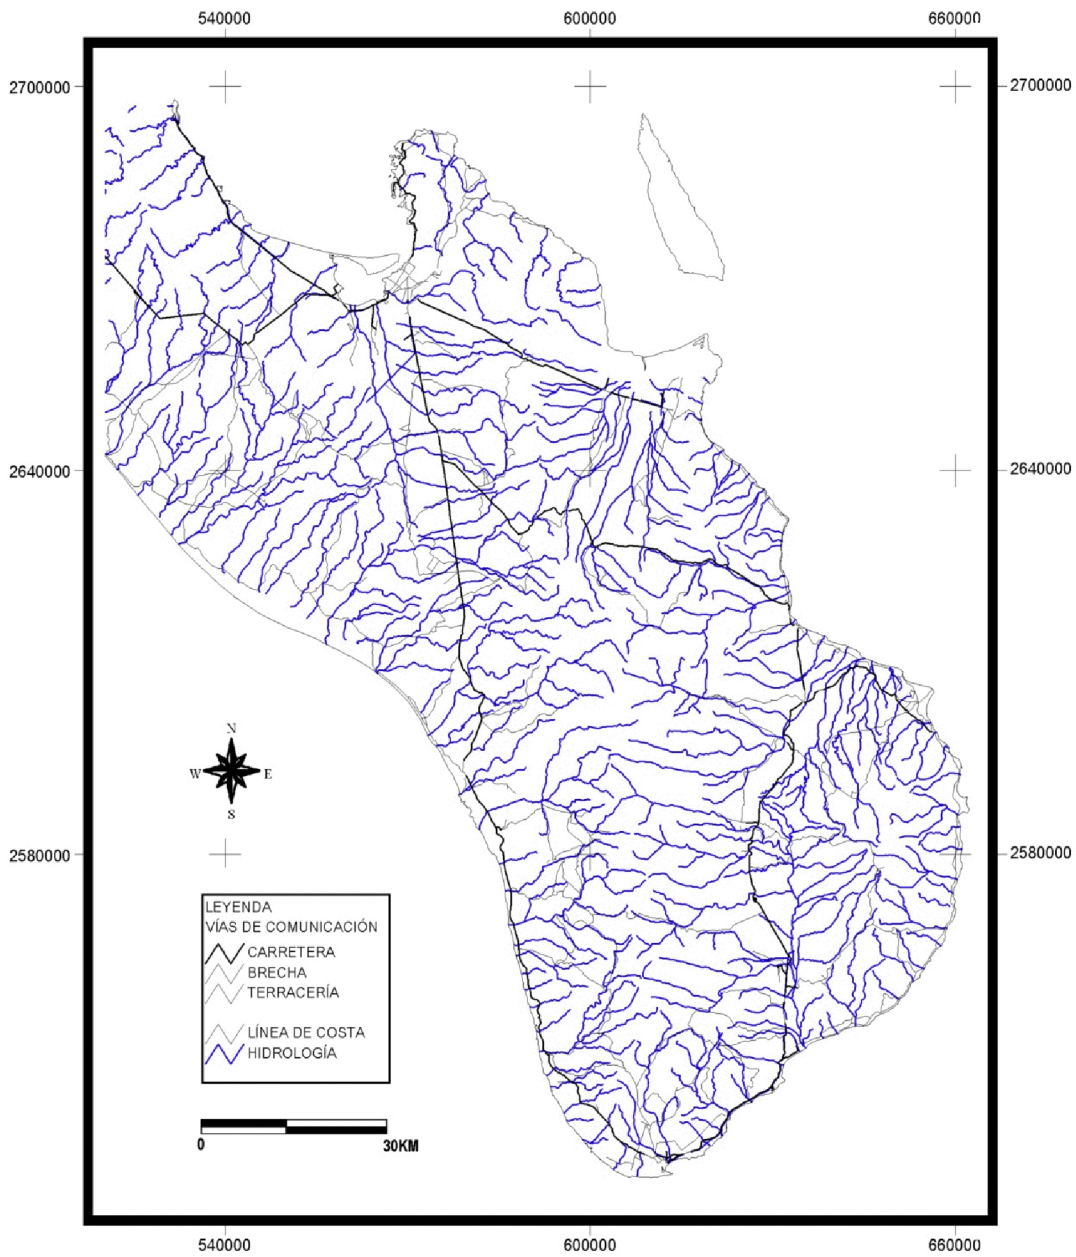 540000 600000 660000
2700000 2700000
2640000 2640000
N
W E
S
2580000 2580000
LEYENDA
VÍAS DE COMUNICACIÓN
CARRETERA
BRECHA
TERRACERÍA
LÍNEA DE COSTA
HIDROLOGÍA
0 30KM
540000 600000 660000